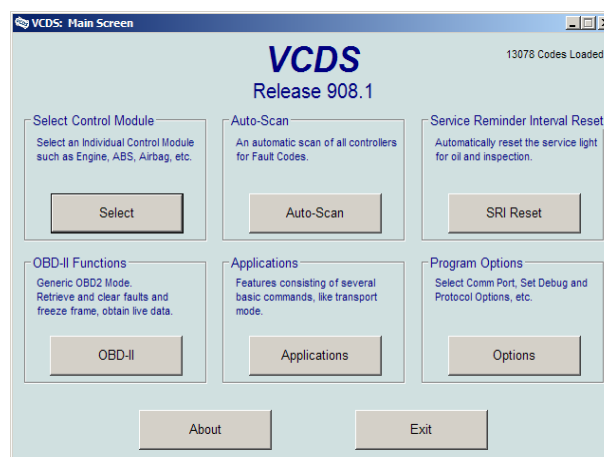 VCDS: Main Screen
VCDS
Release 908.1
13078 Codes Loaded
Select Control Module
Select an Individual Control Module
such as Engine, ABS, Airbag, etc.
Select
Auto-Scan
An automatic scan of all controllers
for Fault Codes.
Auto-Scan
Service Reminder Interval Reset
Automatically reset the service light
for oil and inspection.
SRI Reset
OBD-II Functions
Generic OBD2 Mode.
Retrieve and clear faults and
freeze frame, obtain live data.
OBD-II
Applications
Features consisting of several
basic commands, like transport
mode.
Applications
Program Options
Select Comm Port, Set Debug and
Protocol Options, etc.
Options
About
Exit